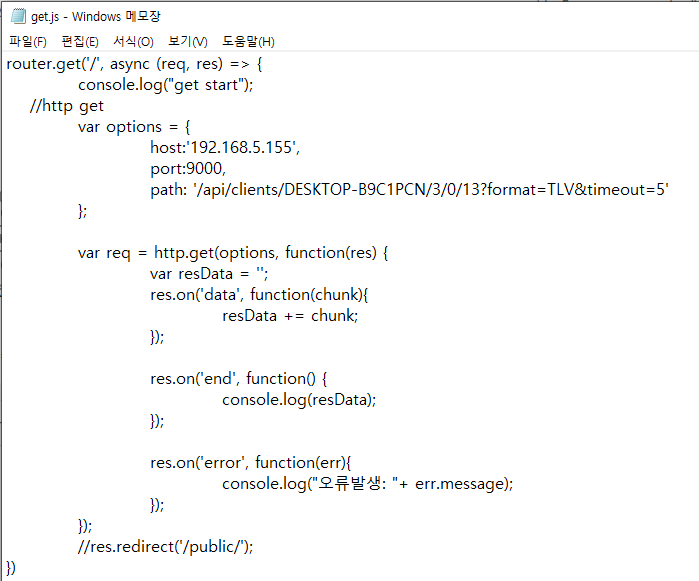 get.js - Windows 메모장
파일(F) 편집(E) 서식(O) 보기(V) 도움말(H)
router.get('/', async (req, res) => {
console.log("get start");
//http get
var options = {
host:'192.168.5.155',
port:9000,
path: '/api/clients/DESKTOP-B9C1PCN/3/0/13?format=TLV&timeout=5'
};
var req = http.get(options, function(res) {
var resData = '';
res.on('data', function(chunk){
resData += chunk;
});
res.on('end', function() {
console.log(resData);
});
res.on('error', function(err){
console.log("오류발생: "+ err.message);
});
});
//res.redirect('/public/');
})